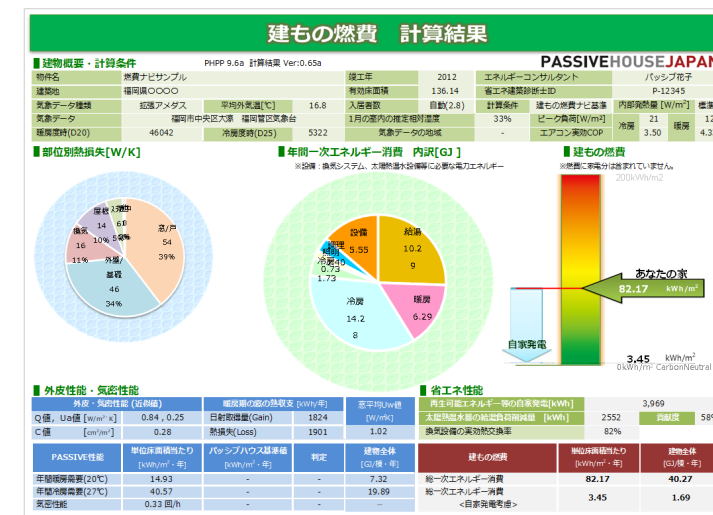 建もの燃費 計算結果
建物概要・計算条件 PHPP 9.6a 計算結果 Ver:0.65a PASSIVEHOUSEJAPAN
物件名 燃費ナビサンプル 竣工年 2012 エネルギーコンサルタント パッシブ花子
建築地 福岡県〇〇〇〇 有効床面積 136.14 省エネ建築診断士ID P-12345
気象データ種類 拡張アメダス 平均外気温[℃] 16.8 入居者数 自動(2.8) 計算条件 建もの燃費ナビ基準 内部発熱量 [W/m²] 標準
気象データ 福岡市中央区大濠 福岡管区気象台 1月の室内の推定相対湿度 33% ピーク負荷[W/m2] 冷房 21 暖房 12
暖房度時(D20) 46042 冷房度時(D25) 5322 気象データの地域 - エアコン実効COP 3.50 4.3
部位別熱損失[W/K]
年間一次エネルギー消費 内訳[GJ]
※設備：換気システム、太陽熱温水設備等に必要な電力エネルギー
建もの燃費
※燃費に家電分は含まれていません。
200kWh/m2
窓/戸
54
39%
外壁/
基礎
46
34%
換気
16
11%
屋根
14
10%
給湯
10.2
9
暖房
6.29
冷房
14.2
8
1.73
0.73
調理
設備
5.55
あなたの家
82.17 kWh/m²
自家発電
3.45 kWh/m²
0kWh/m² CarbonNeutral
外皮性能・気密性能
外皮・気密性能 (近似値) 暖房期の窓の熱収支 [kWh/年] 窓平均Uw値
Q値，Ua値 [W/m²K] 0.84 , 0.25 日射取得量(Gain) 1824 [W/m²K]
C値 [cm²/m²] 0.28 熱損失(Loss) 1901 1.02
PASSIVE性能 単位床面積当たり [kWh/m²・年] パッシブハウス基準値 [kWh/m²・年] 判定 建物全体 [GJ/棟・年]
年間暖房需要(20℃) 14.93 - - 7.32
年間冷房需要(27℃) 40.57 - - 19.89
気密性能 0.33 回/h - - --
省エネ性能
再生可能エネルギー等の自家発電[kWh] 3,969
太陽熱温水器の給湯負荷削減量 [kWh] 2552 貢献度 58%
換気設備の実効熱交換率 82%
建もの燃費 単位床面積当たり [kWh/m²・年] 建物全体 [GJ/棟・年]
総一次エネルギー消費 82.17 40.27
総一次エネルギー消費 <自家発電考慮> 3.45 1.69